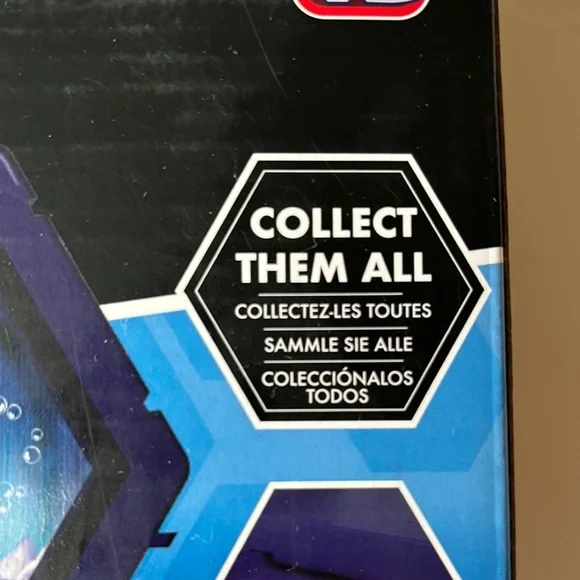 COLLECT
THEM ALL
COLLECTEZ-LES TOUTES
SAMMLE SIE ALLE
COLECCIÓNALOS
TODOS